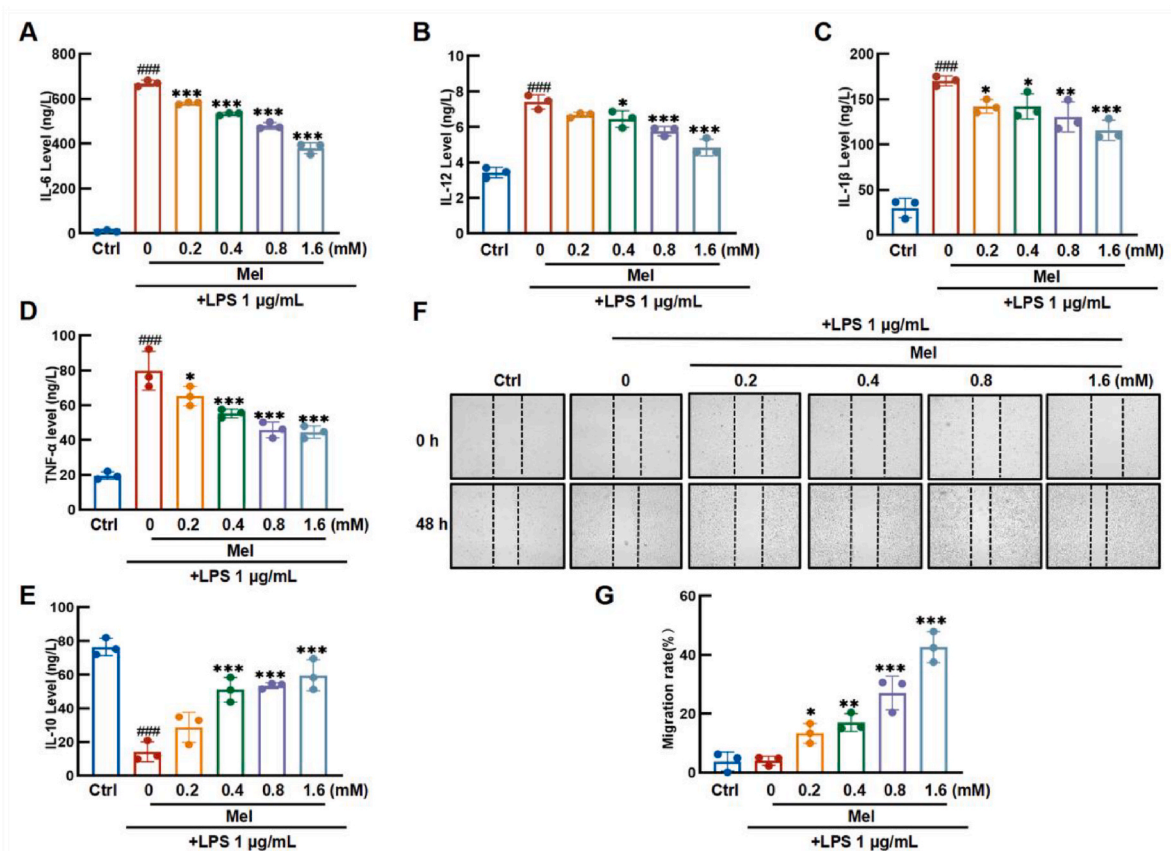 A
IL-6 Level (ng/L)
800
600
400
200
0
###
***
***
***
***
Ctrl 0 0.2 0.4 0.8 1.6 (mM)
Mel
+LPS 1 μg/mL
B
IL-12 Level (ng/L)
10
8
6
4
2
0
###
*
***
***
Ctrl 0 0.2 0.4 0.8 1.6 (mM)
Mel
+LPS 1 μg/mL
C
IL-1β Level (ng/L)
200
150
100
50
0
###
*
*
**
***
Ctrl 0 0.2 0.4 0.8 1.6 (mM)
Mel
+LPS 1 μg/mL
D
TNF-α level (ng/L)
100
80
60
40
20
0
###
*
***
***
***
Ctrl 0 0.2 0.4 0.8 1.6 (mM)
Mel
+LPS 1 μg/mL
F
+LPS 1 μg/mL
Mel
Ctrl 0 0.2 0.4 0.8 1.6 (mM)
0 h
48 h
E
IL-10 Level (ng/L)
100
80
60
40
20
0
###
***
***
***
Ctrl 0 0.2 0.4 0.8 1.6 (mM)
Mel
+LPS 1 μg/mL
G
Migration rate(%)
60
40
20
0
*
**
***
***
Ctrl 0 0.2 0.4 0.8 1.6 (mM)
Mel
+LPS 1 μg/mL